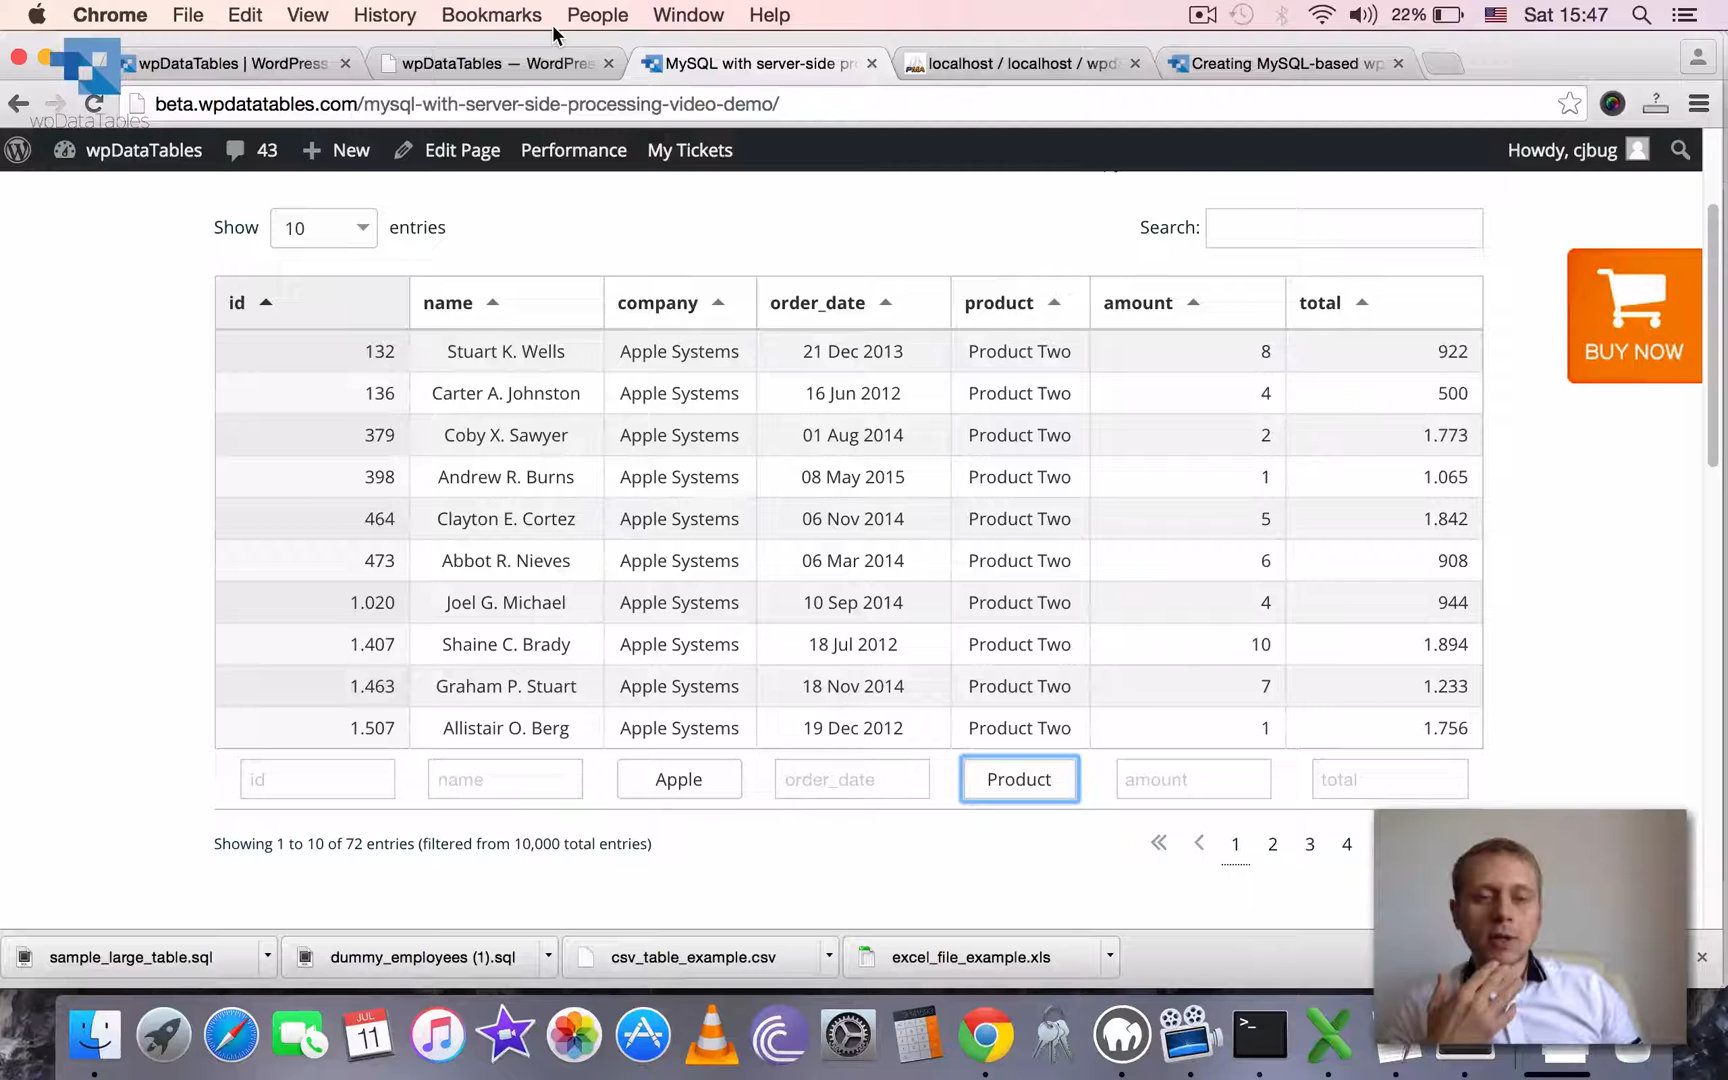 Chrome File Edit View History Bookmarks People Window Help 22% Sat 15:47
wpDataTables | WordPress wpDataTables — WordPres MySQL with server-side pr localhost / localhost / wpd Creating MySQL-based wp
beta.wpdatatables.com/mysql-with-server-side-processing-video-demo/
wpDataTables
wpDataTables 43 New Edit Page Performance My Tickets Howdy, cjbug
Show 10 entries Search:
id name company order_date product amount total
132 Stuart K. Wells Apple Systems 21 Dec 2013 Product Two 8 922
136 Carter A. Johnston Apple Systems 16 Jun 2012 Product Two 4 500
379 Coby X. Sawyer Apple Systems 01 Aug 2014 Product Two 2 1.773
398 Andrew R. Burns Apple Systems 08 May 2015 Product Two 1 1.065
464 Clayton E. Cortez Apple Systems 06 Nov 2014 Product Two 5 1.842
473 Abbot R. Nieves Apple Systems 06 Mar 2014 Product Two 6 908
1.020 Joel G. Michael Apple Systems 10 Sep 2014 Product Two 4 944
1.407 Shaine C. Brady Apple Systems 18 Jul 2012 Product Two 10 1.894
1.463 Graham P. Stuart Apple Systems 18 Nov 2014 Product Two 7 1.233
1.507 Allistair O. Berg Apple Systems 19 Dec 2012 Product Two 1 1.756
id name Apple order_date Product amount total
BUY NOW
Showing 1 to 10 of 72 entries (filtered from 10,000 total entries) 1 2 3 4
sample_large_table.sql dummy_employees (1).sql csv_table_example.csv excel_file_example.xls
JUL
11